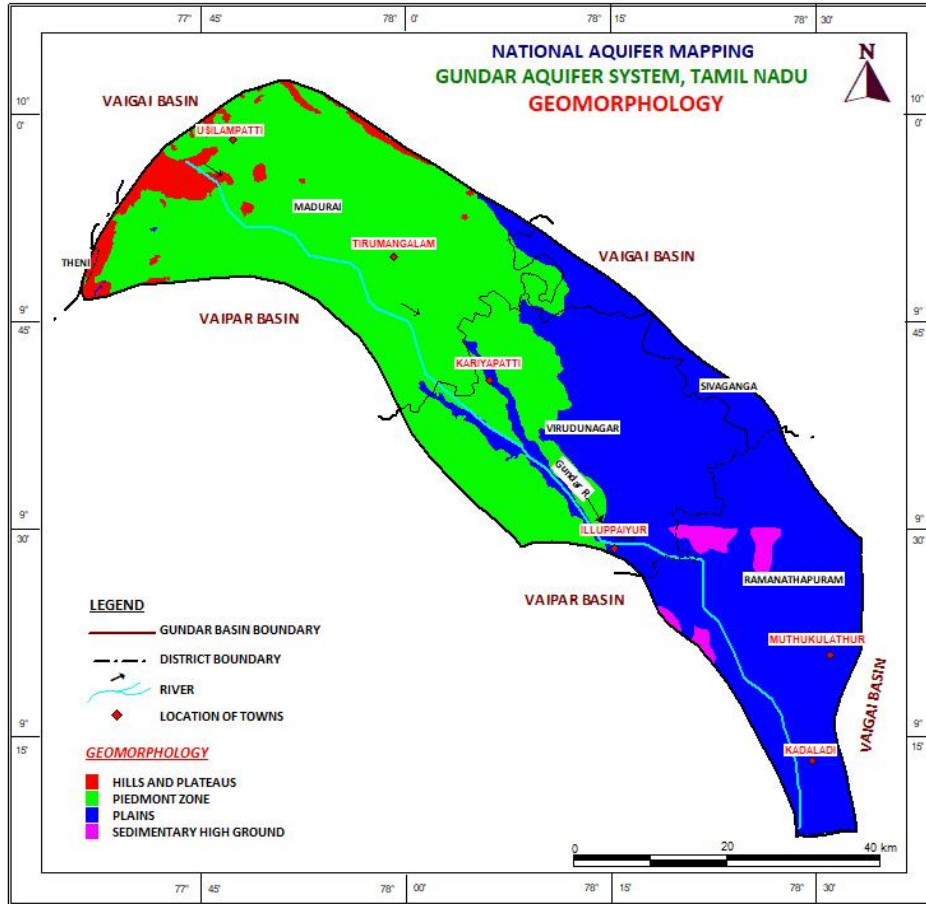 77° 45' 78° 0' 78° 15' 78° 30'
NATIONAL AQUIFER MAPPING
GUNDAR AQUIFER SYSTEM, TAMIL NADU
GEOMORPHOLOGY
N
VAIGAI BASIN
10° 0' 10° 0'
USILAMPATTI
MADURAI
TIRUMANGALAM
THENI
VAIGAI BASIN
VAIPAR BASIN
9° 45' 9° 45'
KARIYAPATTI
SIVAGANGA
VIRUDUNAGAR
Gundar R.
9° 30' 9° 30'
ILLUPPAIYUR
RAMANATHAPURAM
VAIPAR BASIN
MUTHUKULATHUR
VAIGAI BASIN
9° 15' 9° 15'
KADALADI
LEGEND
GUNDAR BASIN BOUNDARY
DISTRICT BOUNDARY
RIVER
LOCATION OF TOWNS
GEOMORPHOLOGY
HILLS AND PLATEAUS
PIEDMONT ZONE
PLAINS
SEDIMENTARY HIGH GROUND
0 20 40 km
77° 45' 78° 00' 78° 15' 78° 30'